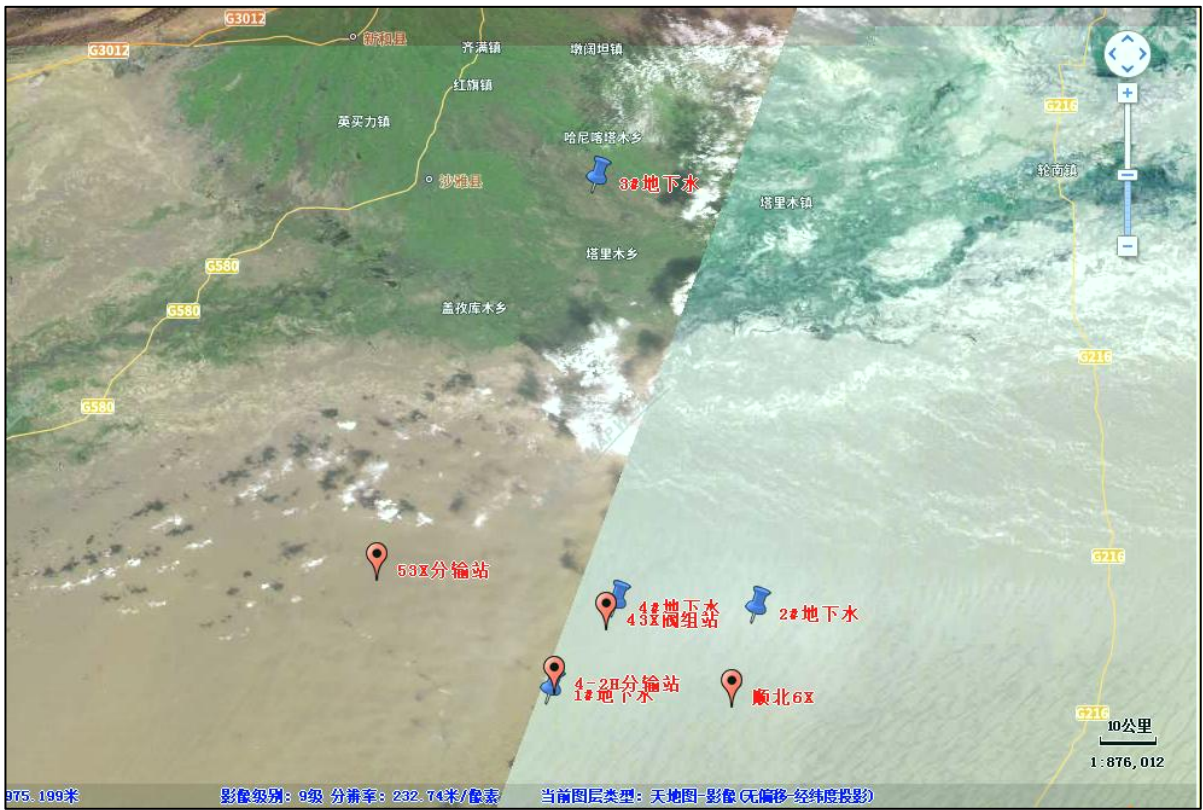 G3012
新和县
G3012
齐满镇
墩阔坦镇
红旗镇
英买力镇
G216
哈尼喀塔木乡
轮南镇
沙雅县
3#地下水
塔里木镇
塔里木乡
G580
G580
盖孜库木乡
G216
G580
G216
53X分输站
4#地下水
43X阀组站
2#地下水
4-2H分输站
1#地下水
顺北6X
G216
10公里
1:876,012
975.199米
影像级别: 9级 分辨率: 232.74米/像素
当前图层类型: 天地图-影像(无偏移-经纬度投影)